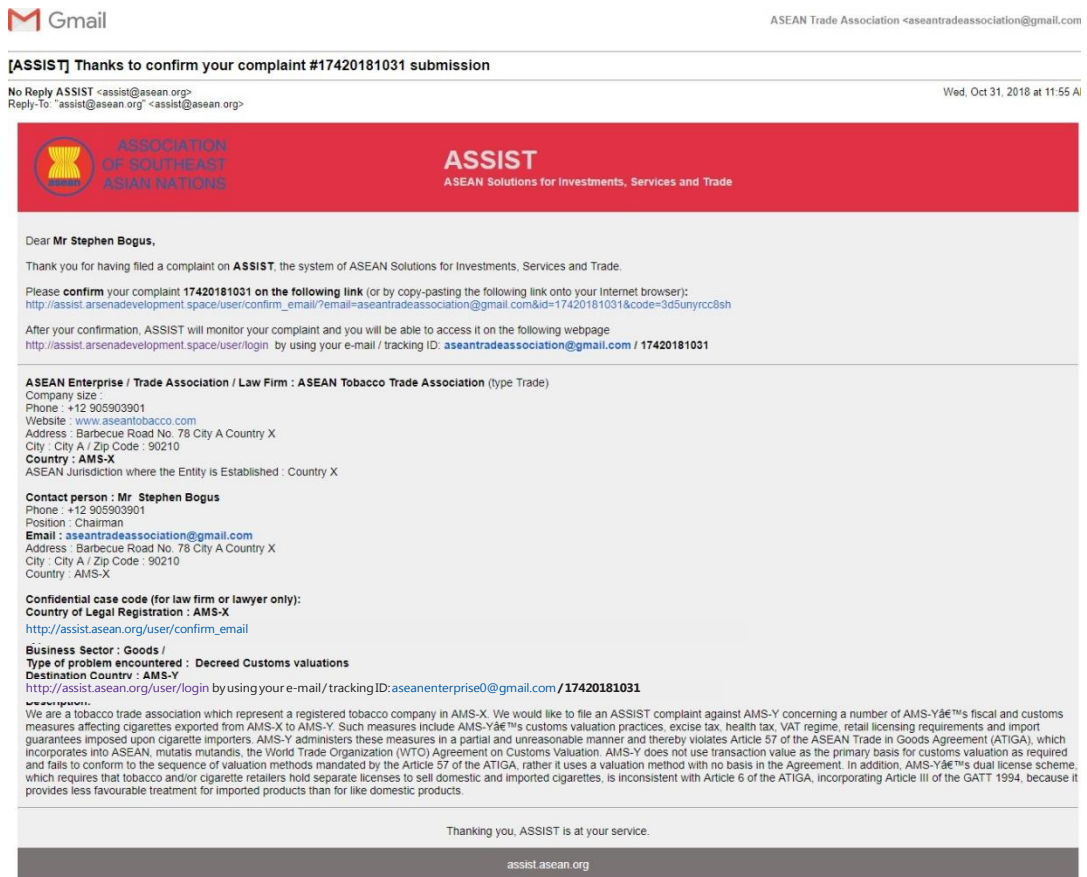 Gmail
ASEAN Trade Association <aseantradeassociation@gmail.com
[ASSIST] Thanks to confirm your complaint #17420181031 submission
No Reply ASSIST <assist@asean.org>
Wed, Oct 31, 2018 at 11:55 A
Reply-To: "assist@asean.org" <assist@asean.org>
ASSOCIATION
OF SOUTHEAST
ASIAN NATIONS
asean
ASSIST
ASEAN Solutions for Investments, Services and Trade
Dear Mr Stephen Bogus,
Thank you for having filed a complaint on ASSIST, the system of ASEAN Solutions for Investments, Services and Trade.
Please confirm your complaint 17420181031 on the following link (or by copy-pasting the following link onto your Internet browser):
http://assist.arsenadevelopment.space/user/confirm_email/?email=aseantradeassociation@gmail.com&id=17420181031&code=3d5unyrcc8sh
After your confirmation, ASSIST will monitor your complaint and you will be able to access it on the following webpage
http://assist.arsenadevelopment.space/user/login by using your e-mail / tracking ID: aseantradeassociation@gmail.com / 17420181031
ASEAN Enterprise / Trade Association / Law Firm : ASEAN Tobacco Trade Association (type Trade)
Company size :
Phone : +12 905903901
Website : www.aseantobacco.com
Address : Barbecue Road No. 78 City A Country X
City : City A / Zip Code : 90210
Country : AMS-X
ASEAN Jurisdiction where the Entity is Established : Country X
Contact person : Mr Stephen Bogus
Phone : +12 905903901
Position : Chairman
Email : aseantradeassociation@gmail.com
Address : Barbecue Road No. 78 City A Country X
City : City A / Zip Code : 90210
Country : AMS-X
Confidential case code (for law firm or lawyer only):
Country of Legal Registration : AMS-X
http://assist.asean.org/user/confirm_email
Business Sector : Goods /
Type of problem encountered : Decreed Customs valuations
Destination Country : AMS-Y
http://assist.asean.org/user/login by using your e-mail / tracking ID: aseanenterprise0@gmail.com / 17420181031
Description:
We are a tobacco trade association which represent a registered tobacco company in AMS-X. We would like to file an ASSIST complaint against AMS-Y concerning a number of AMS-Yâ€™s fiscal and customs
measures affecting cigarettes exported from AMS-X to AMS-Y. Such measures include AMS-Yâ€™s customs valuation practices, excise tax, health tax, VAT regime, retail licensing requirements and import
guarantees imposed upon cigarette importers. AMS-Y administers these measures in a partial and unreasonable manner and thereby violates Article 57 of the ASEAN Trade in Goods Agreement (ATIGA), which
incorporates into ASEAN, mutatis mutandis, the World Trade Organization (WTO) Agreement on Customs Valuation. AMS-Y does not use transaction value as the primary basis for customs valuation as required
and fails to conform to the sequence of valuation methods mandated by the Article 57 of the ATIGA, rather it uses a valuation method with no basis in the Agreement. In addition, AMS-Yâ€™s dual license scheme,
which requires that tobacco and/or cigarette retailers hold separate licenses to sell domestic and imported cigarettes, is inconsistent with Article 6 of the ATIGA, incorporating Article III of the GATT 1994, because it
provides less favourable treatment for imported products than for like domestic products.
Thanking you, ASSIST is at your service.
assist.asean.org